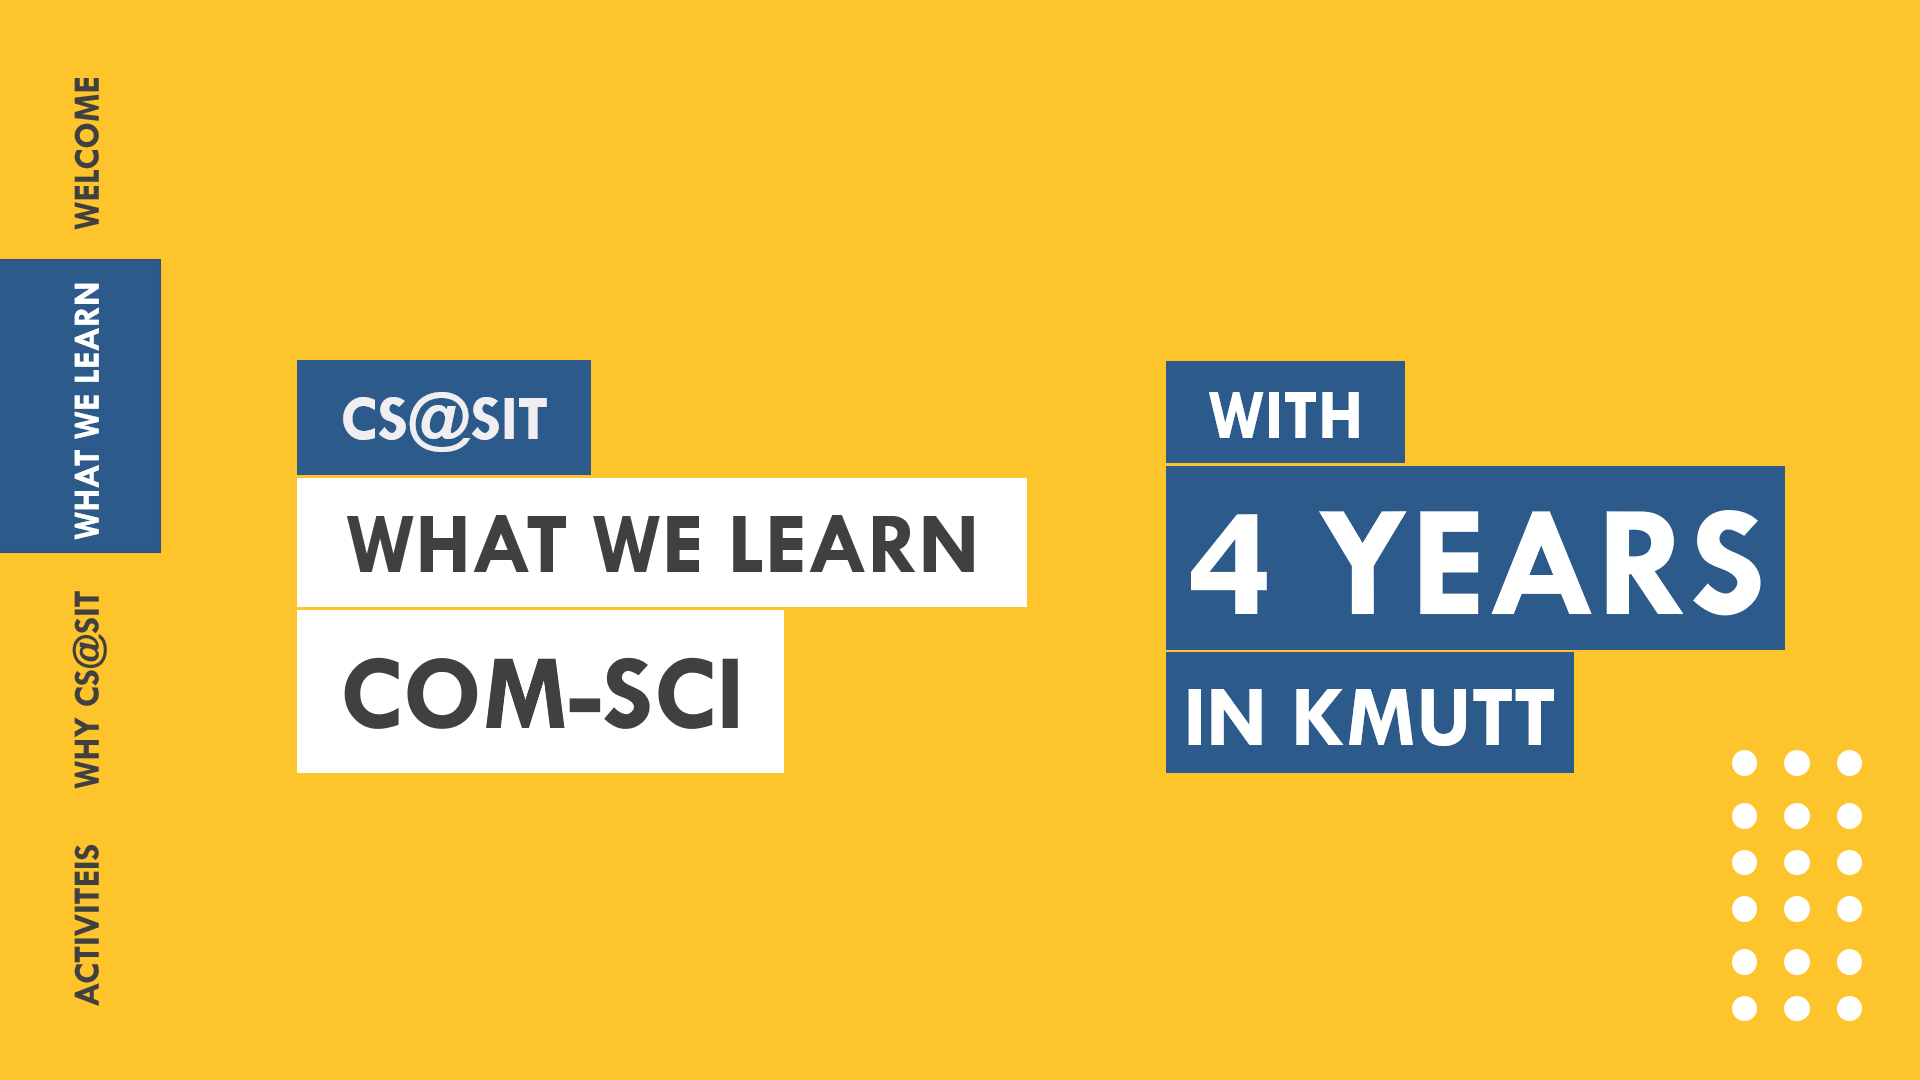 WELCOME
WHAT WE LEARN
WHY CS@SIT
ACTIVITEIS
CS@SIT
WHAT WE LEARN
COM-SCI
WITH
4 YEARS
IN KMUTT